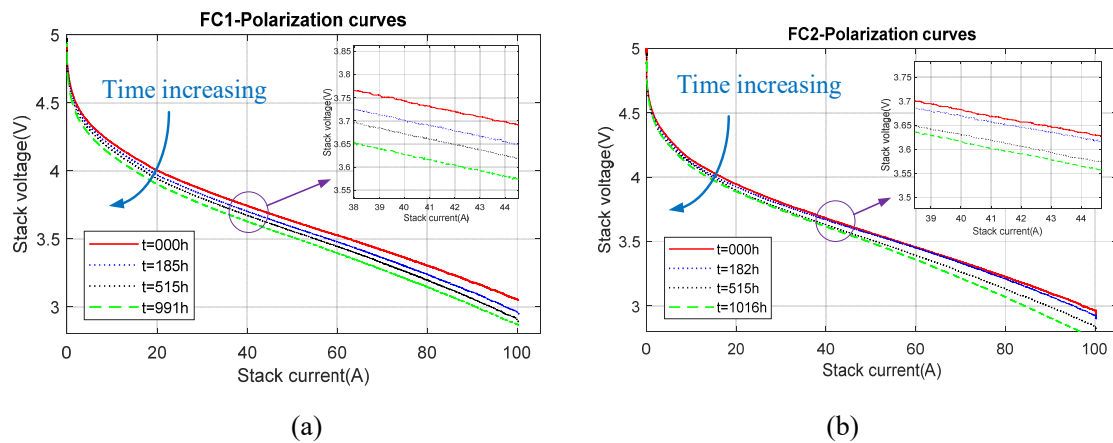 FC1-Polarization curves
Stack voltage(V)
5
4.5
4
3.5
3
0
20
40
60
80
100
Stack current(A)
Time increasing
t=000h
t=185h
t=515h
t=991h
Stack voltage(V)
3.85
3.8
3.75
3.7
3.65
3.6
3.55
38
39
40
41
42
43
44
Stack current(A)
(a)
FC2-Polarization curves
Stack voltage(V)
5
4.5
4
3.5
3
0
20
40
60
80
100
Stack current(A)
Time increasing
t=000h
t=182h
t=515h
t=1016h
Stack voltage(V)
3.75
3.7
3.65
3.6
3.55
3.5
39
40
41
42
43
44
Stack current(A)
(b)